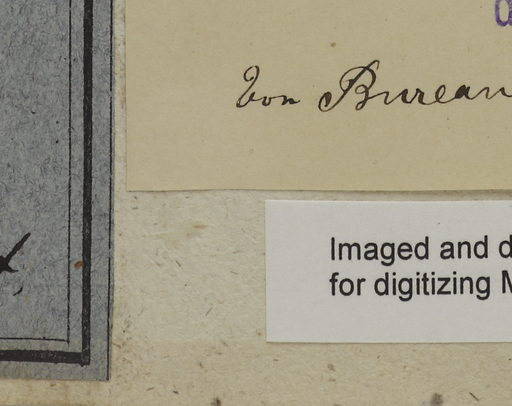 Von Bureau
Imaged and d
for digitizing M